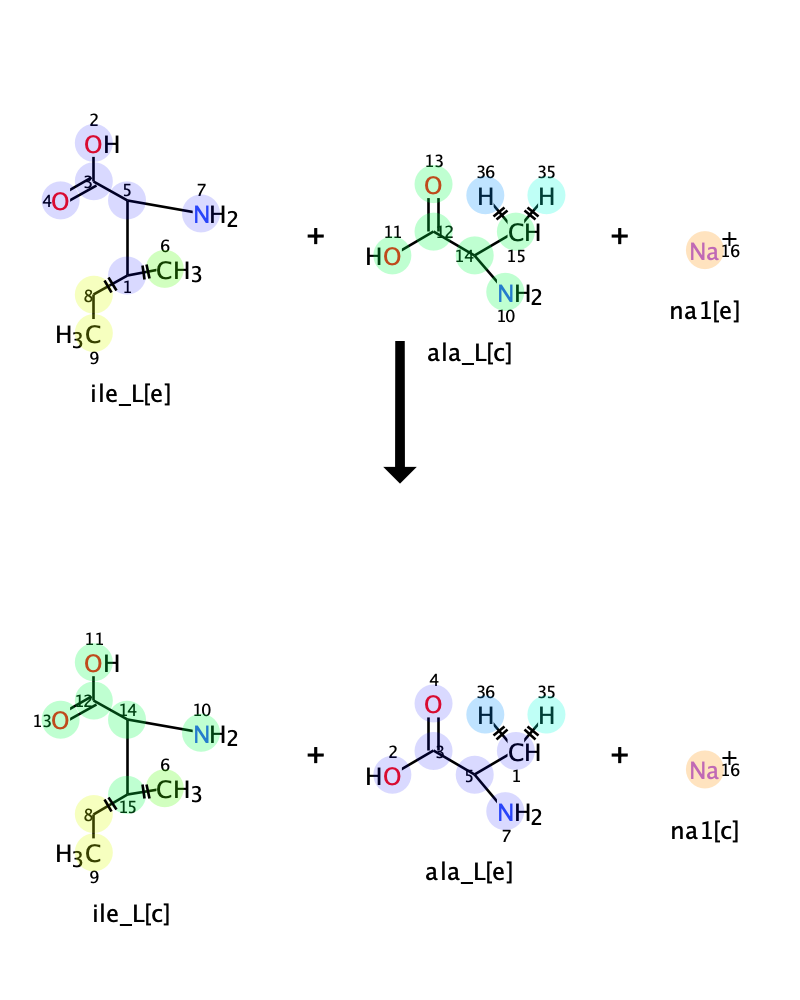 2
OH
3
4 O
5
7
NH2
6
CH3
1
8
H3C
9
ile_L[e]
+
13
O
36
H
35
H
11
HO
12
CH
15
14
NH2
10
ala_L[c]
+
Na+
16
na1[e]
11
OH
12
13 O
14
10
NH2
6
CH3
15
8
H3C
9
ile_L[c]
+
4
O
36
H
35
H
2
HO
3
CH
1
5
NH2
7
ala_L[e]
+
Na+
16
na1[c]